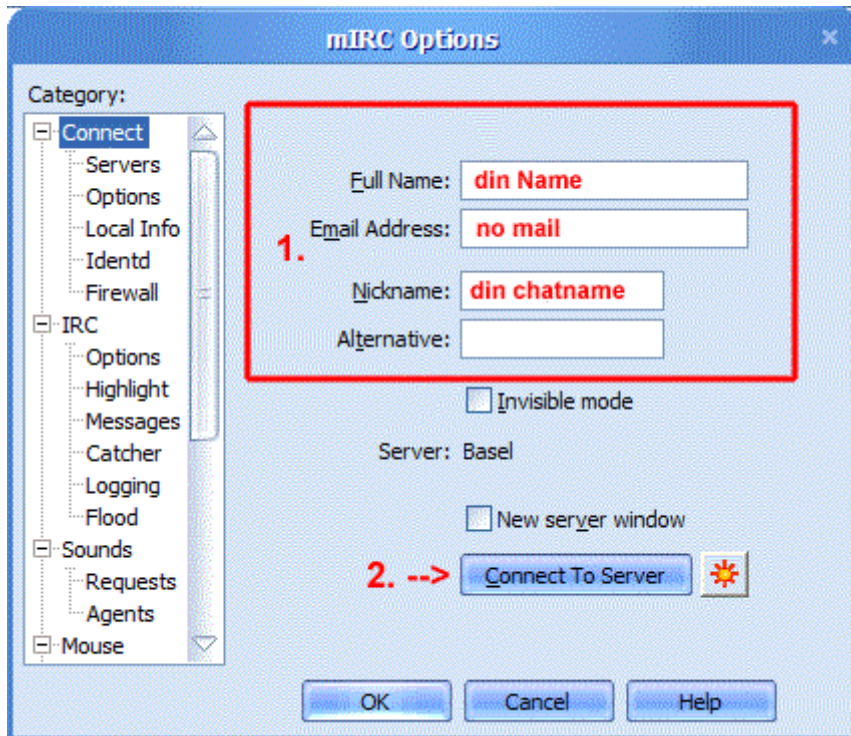 mIRC Options
Category:
Connect
Servers
Options
Local Info
Identd
Firewall
IRC
Options
Highlight
Messages
Catcher
Logging
Flood
Sounds
Requests
Agents
Mouse
1.
Full Name: din Name
Email Address: no mail
Nickname: din chatname
Alternative:
Invisible mode
Server: Basel
New server window
2. --> Connect To Server
OK Cancel Help